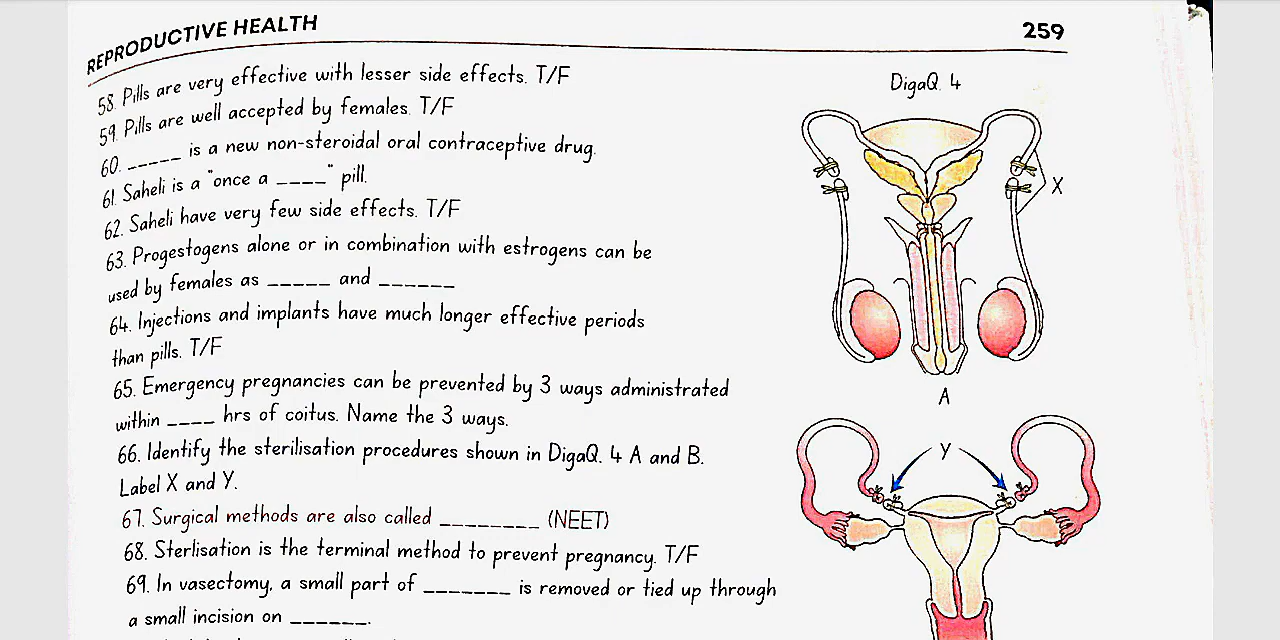 REPRODUCTIVE HEALTH
259
58. Pills are very effective with lesser side effects. T/F
59. Pills are well accepted by females. T/F
60. _____ is a new non-steroidal oral contraceptive drug.
61. Saheli is a "once a ____" pill.
62. Saheli have very few side effects. T/F
63. Progestogens alone or in combination with estrogens can be
used by females as _____ and ______
64. Injections and implants have much longer effective periods
than pills. T/F
65. Emergency pregnancies can be prevented by 3 ways administrated
within ____ hrs of coitus. Name the 3 ways.
66. Identify the sterilisation procedures shown in DigaQ. 4 A and B.
Label X and Y.
67. Surgical methods are also called ________ (NEET)
68. Sterlisation is the terminal method to prevent pregnancy. T/F
69. In vasectomy, a small part of _______ is removed or tied up through
a small incision on ______.
DigaQ. 4
X
A
Y